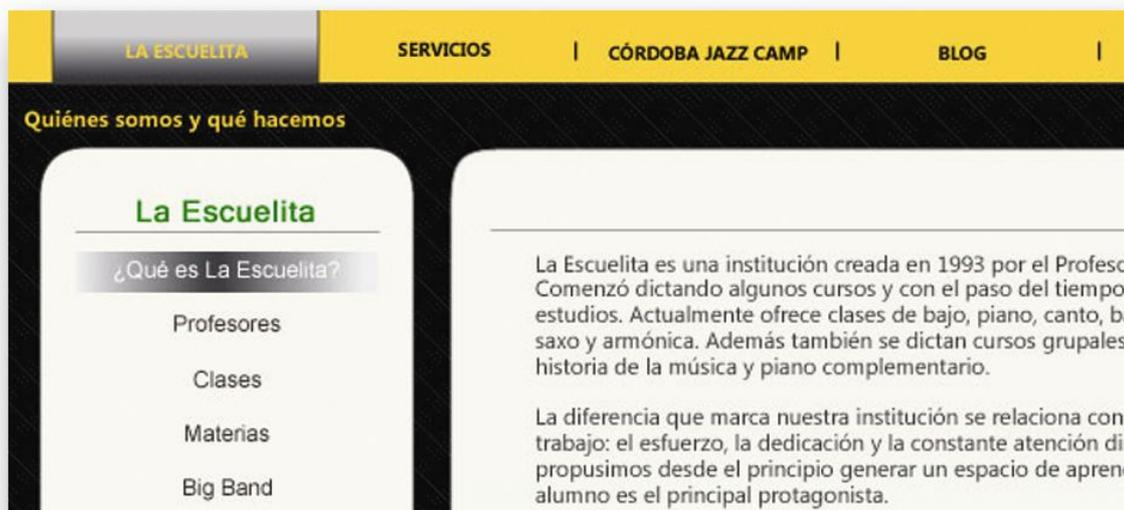 LA ESCUELITA
SERVICIOS
CÓRDOBA JAZZ CAMP
BLOG
Quiénes somos y qué hacemos
La Escuelita
¿Qué es La Escuelita?
Profesores
Clases
Materias
Big Band
La Escuelita es una institución creada en 1993 por el
Comenzó dictando algunos cursos y con el paso del tiempo
estudios. Actualmente ofrece clases de bajo, piano, canto,
saxo y armónica. Además también se dictan cursos grupales
historia de la música y piano complementario.
La diferencia que marca nuestra institución se relaciona con
trabajo: el esfuerzo, la dedicación y la constante atención
propusimos desde el principio generar un espacio de
alumno es el principal protagonista.